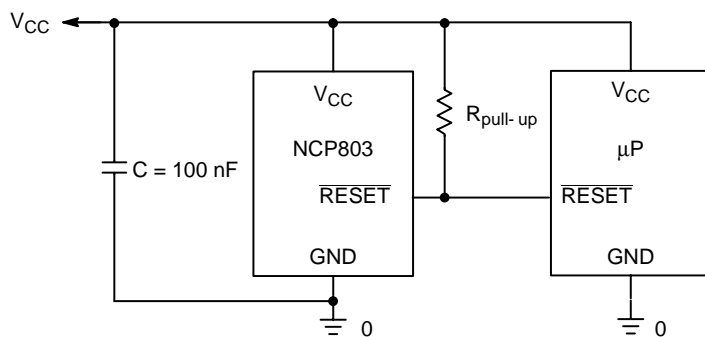 VCC
VCC
NCP803
RESET
GND
C = 100 nF
Rpull-up
VCC
μP
RESET
GND
0
0